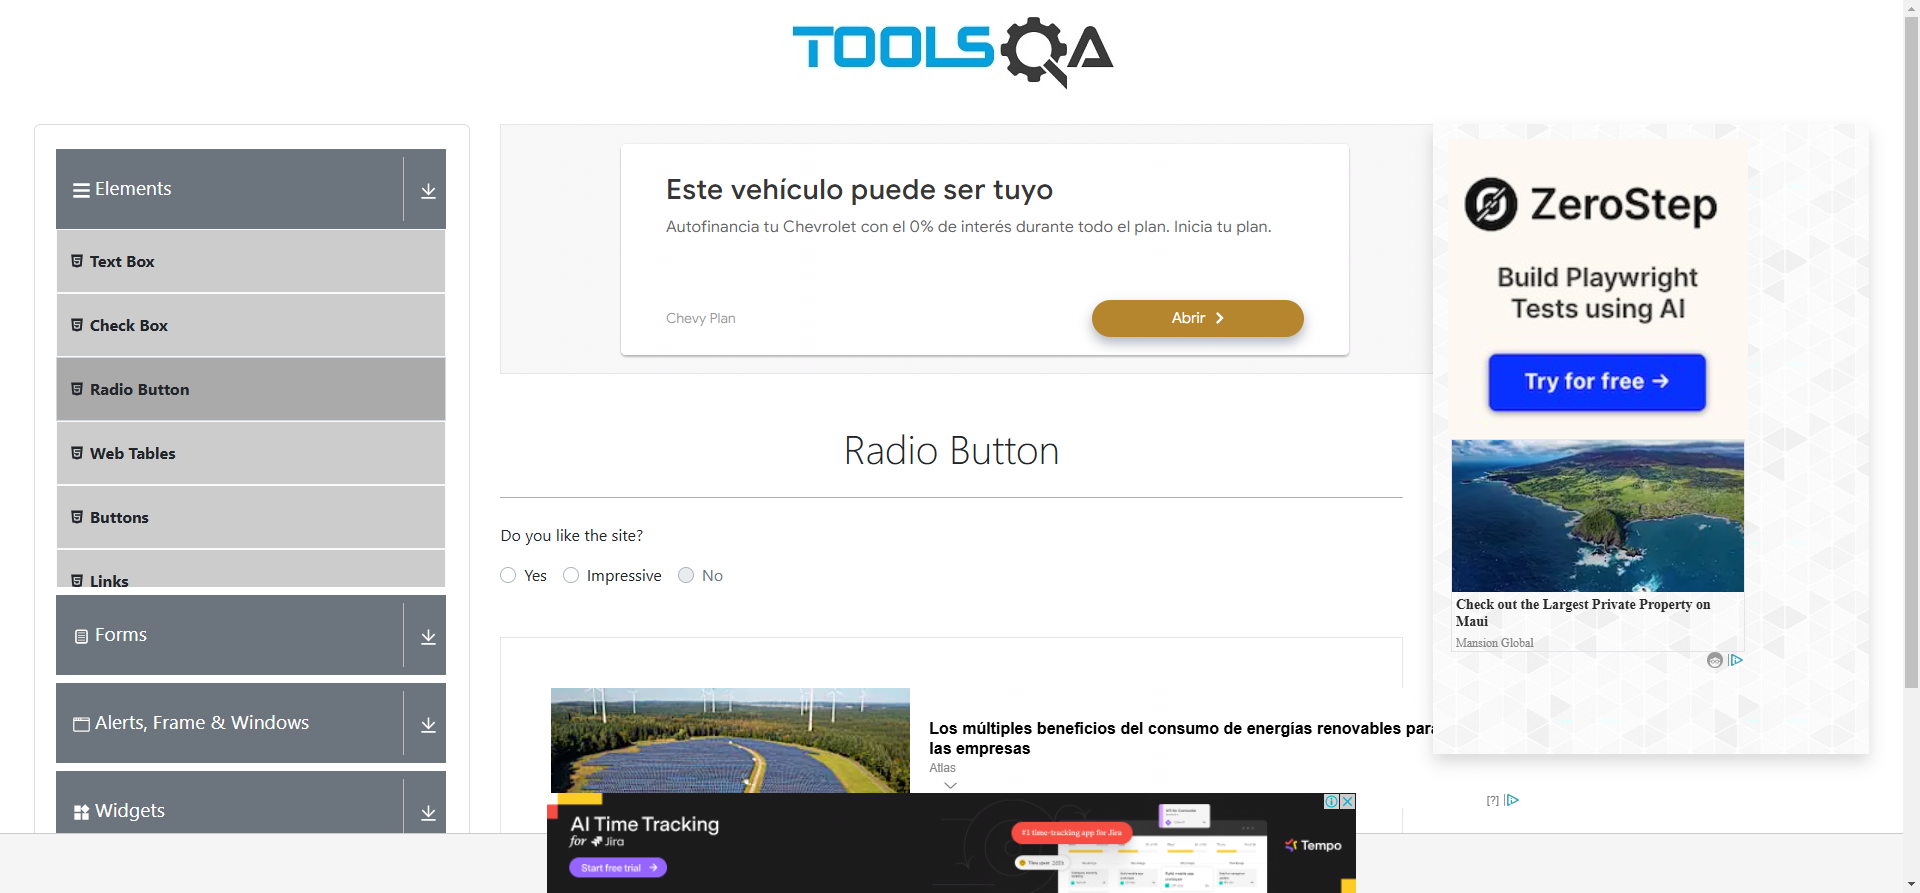 TOOLSQA
Elements
Text Box
Check Box
Radio Button
Web Tables
Buttons
Links
Forms
Alerts, Frame & Windows
Widgets
Este vehículo puede ser tuyo
Autofinancia tu Chevrolet con el 0% de interés durante todo el plan. Inicia tu plan.
Chevy Plan
Abrir
Radio Button
Do you like the site?
Yes
Impressive
No
Los múltiples beneficios del consumo de energías renovables para
las empresas
Atlas
ZeroStep
Build Playwright
Tests using AI
Try for free →
Check out the Largest Private Property on
Maui
Mansion Global
[?]
AI Time Tracking
for Jira
Start free trial →
#1 time-tracking app for Jira
Tempo